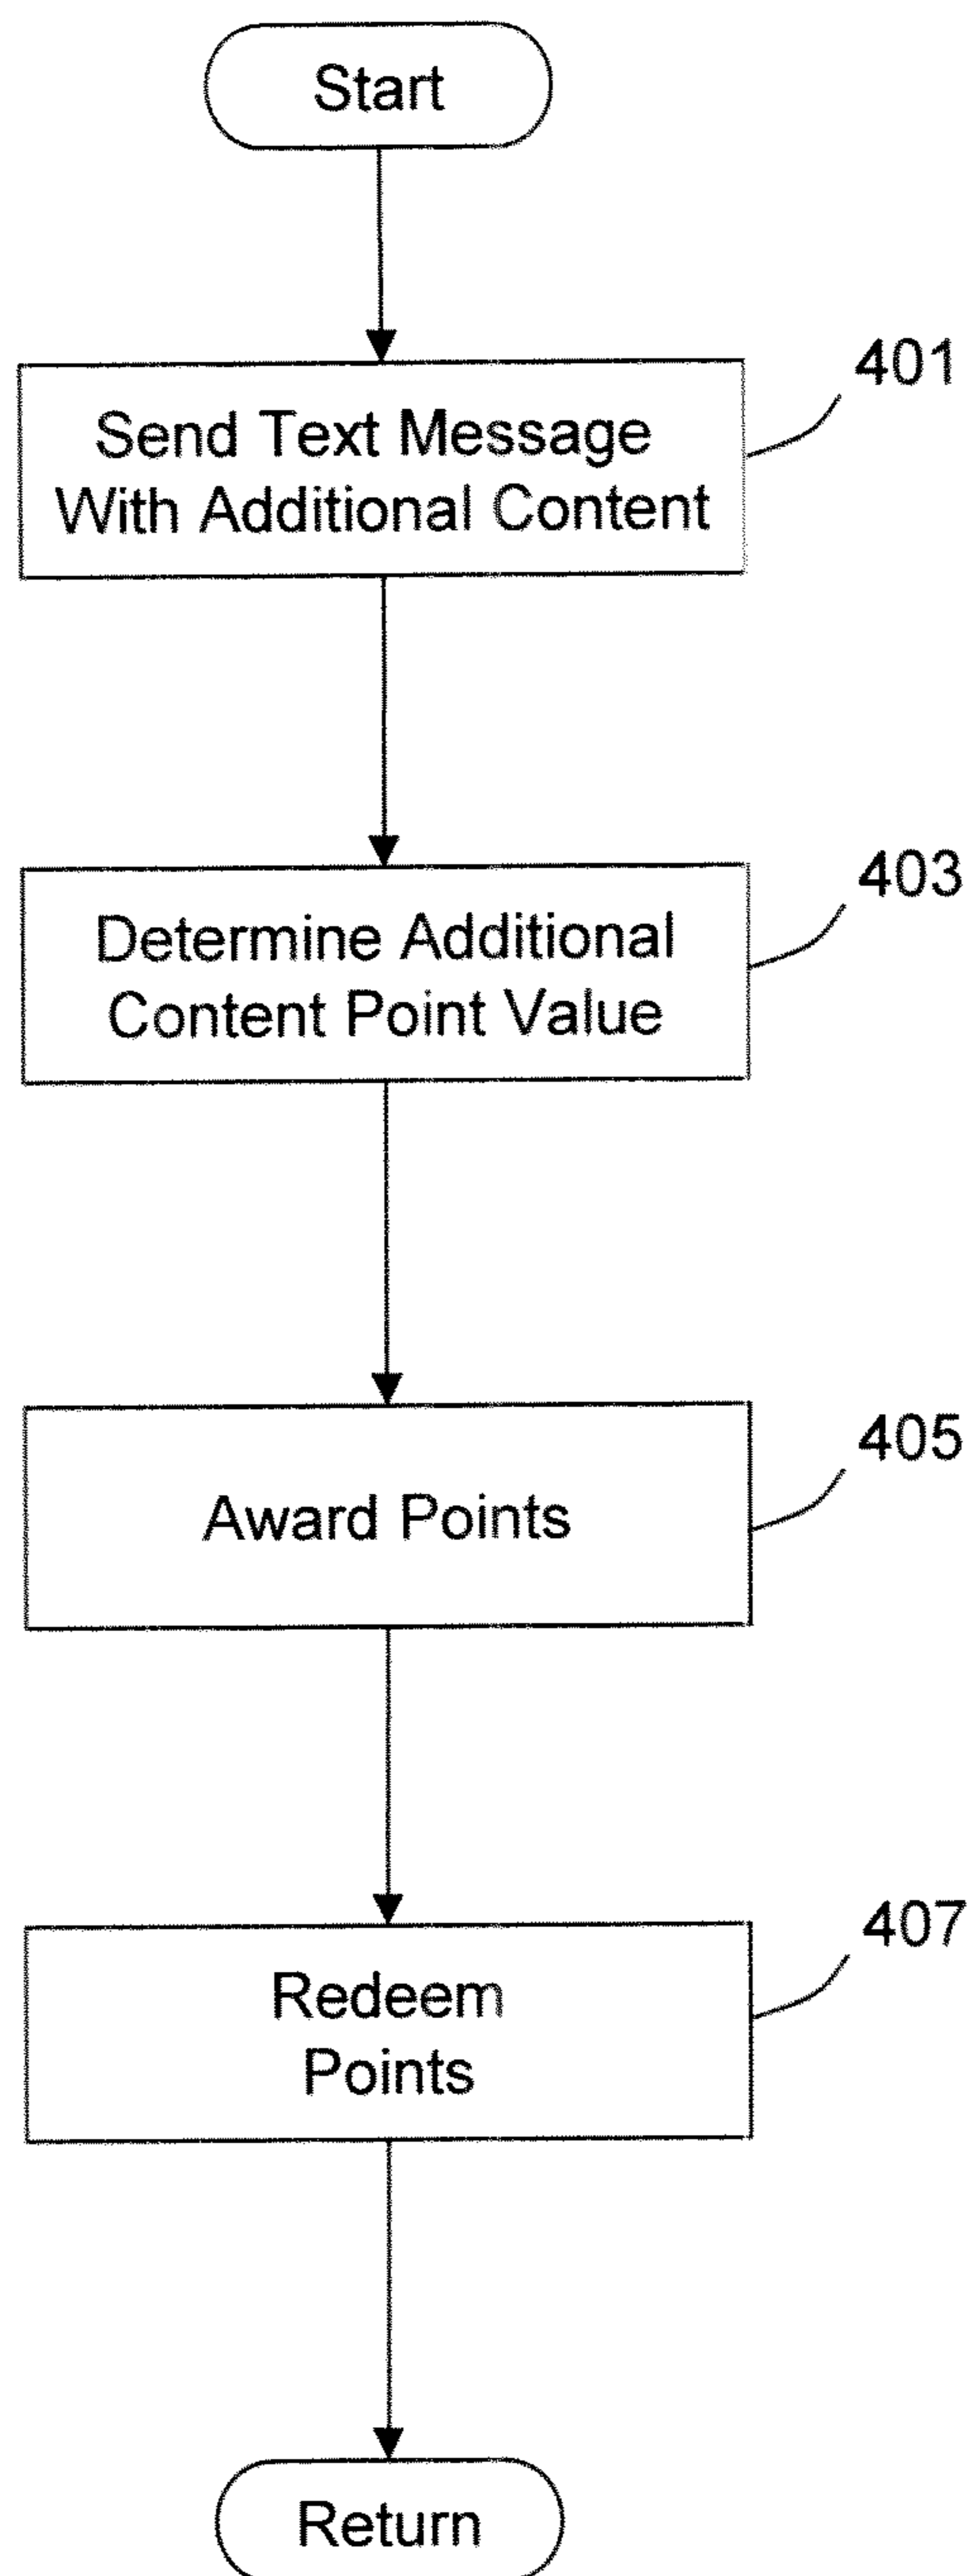 Start
401
Send Text Message
With Additional Content
403
Determine Additional
Content Point Value
405
Award Points
407
Redeem
Points
Return